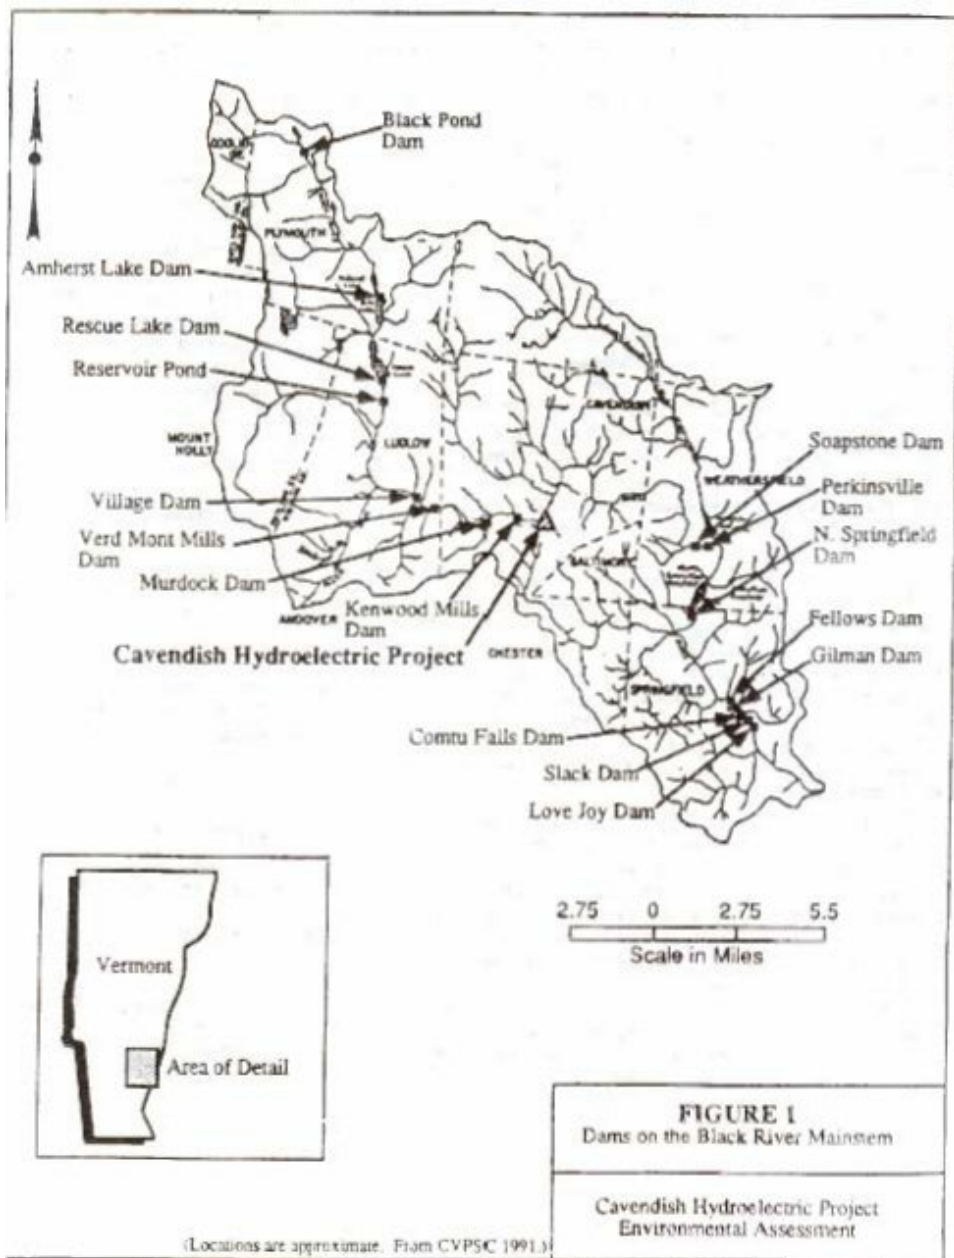 Black Pond
Dam
PLYMOUTH
Amherst Lake Dam
Rescue Lake Dam
Reservoir Pond
CAVENDISH
MOUNT
HOLLY
LUDLOW
Soapstone Dam
WEATHERSFIELD
Perkinsville
Dam
Village Dam
Verd Mont Mills
Dam
N. Springfield
Dam
BALTIMORE
Murdock Dam
Kenwood Mills
Dam
ANDOVER
Fellows Dam
Cavendish Hydroelectric Project
CHESTER
Gilman Dam
SPRINGFIELD
Comtu Falls Dam
Slack Dam
Love Joy Dam
2.75 0 2.75 5.5
Scale in Miles
Vermont
Area of Detail
FIGURE 1
Dams on the Black River Mainstem
Cavendish Hydroelectric Project
Environmental Assessment
(Locations are approximate. From CVPSC 1991.)